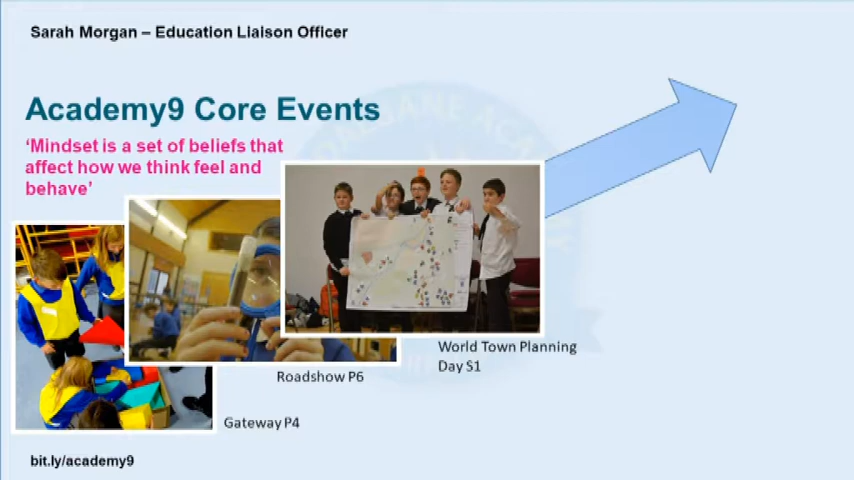 Sarah Morgan – Education Liaison Officer
Academy9 Core Events
‘Mindset is a set of beliefs that
affect how we think feel and
behave’
World Town Planning
Day S1
Roadshow P6
Gateway P4
bit.ly/academy9